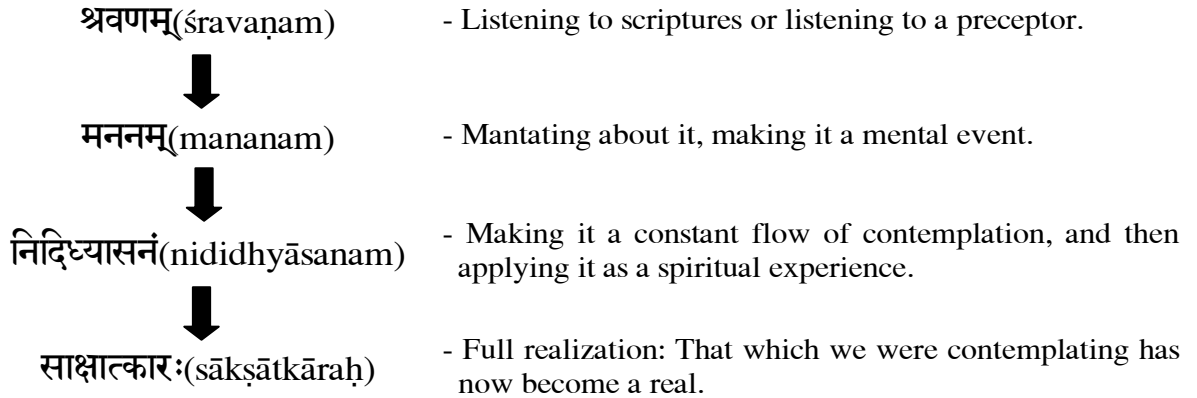 श्रवणम्(śravaṇam) - Listening to scriptures or listening to a preceptor.
मननम्(mananam) - Mantating about it, making it a mental event.
निदिध्यासनं(nididhyāsanam) - Making it a constant flow of contemplation, and then
applying it as a spiritual experience.
साक्षात्कारः(sākṣātkāraḥ) - Full realization: That which we were contemplating has
now become a real.